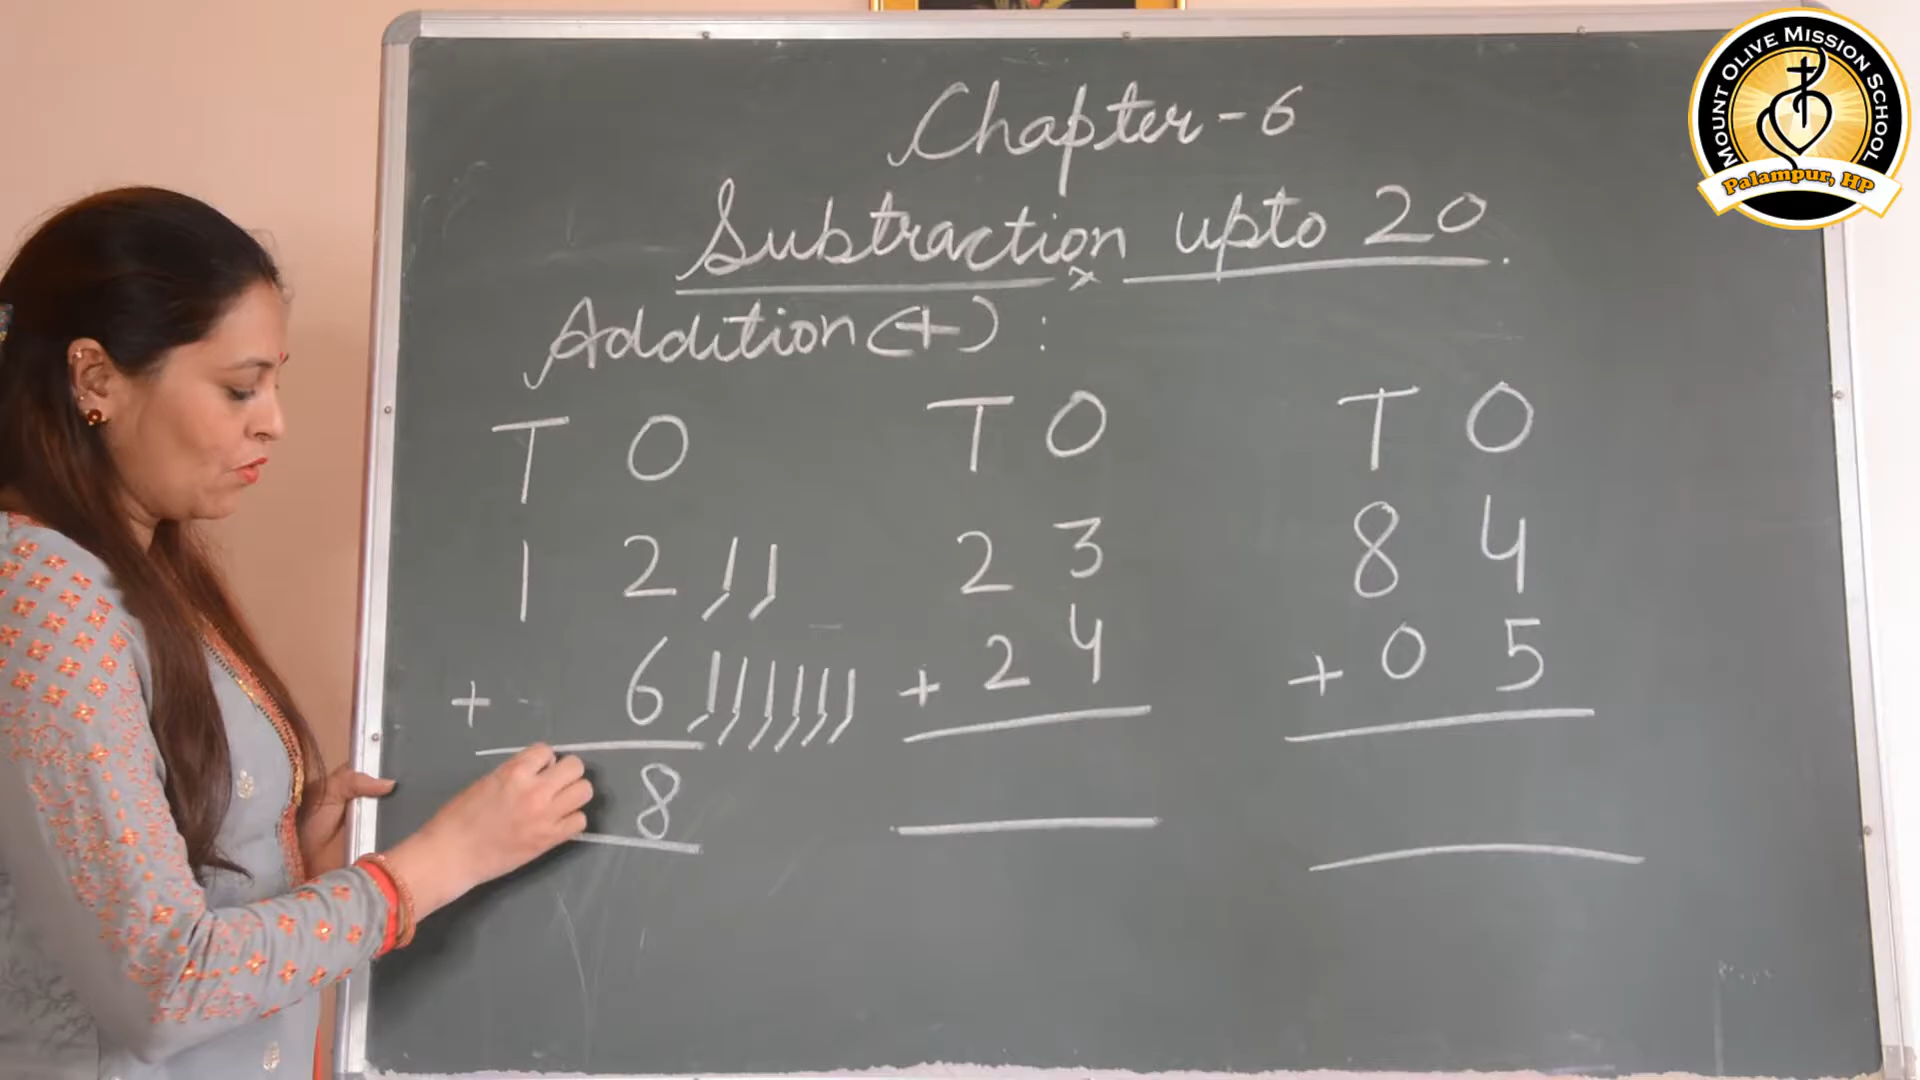 MOUNT OLIVE MISSION SCHOOL
Palampur, HP
Chapter - 6
Subtraction upto 20.
Addition (+) :
T O T O T O
1 2 2 3 8 4
+ 6 + 2 4 + 0 5
8